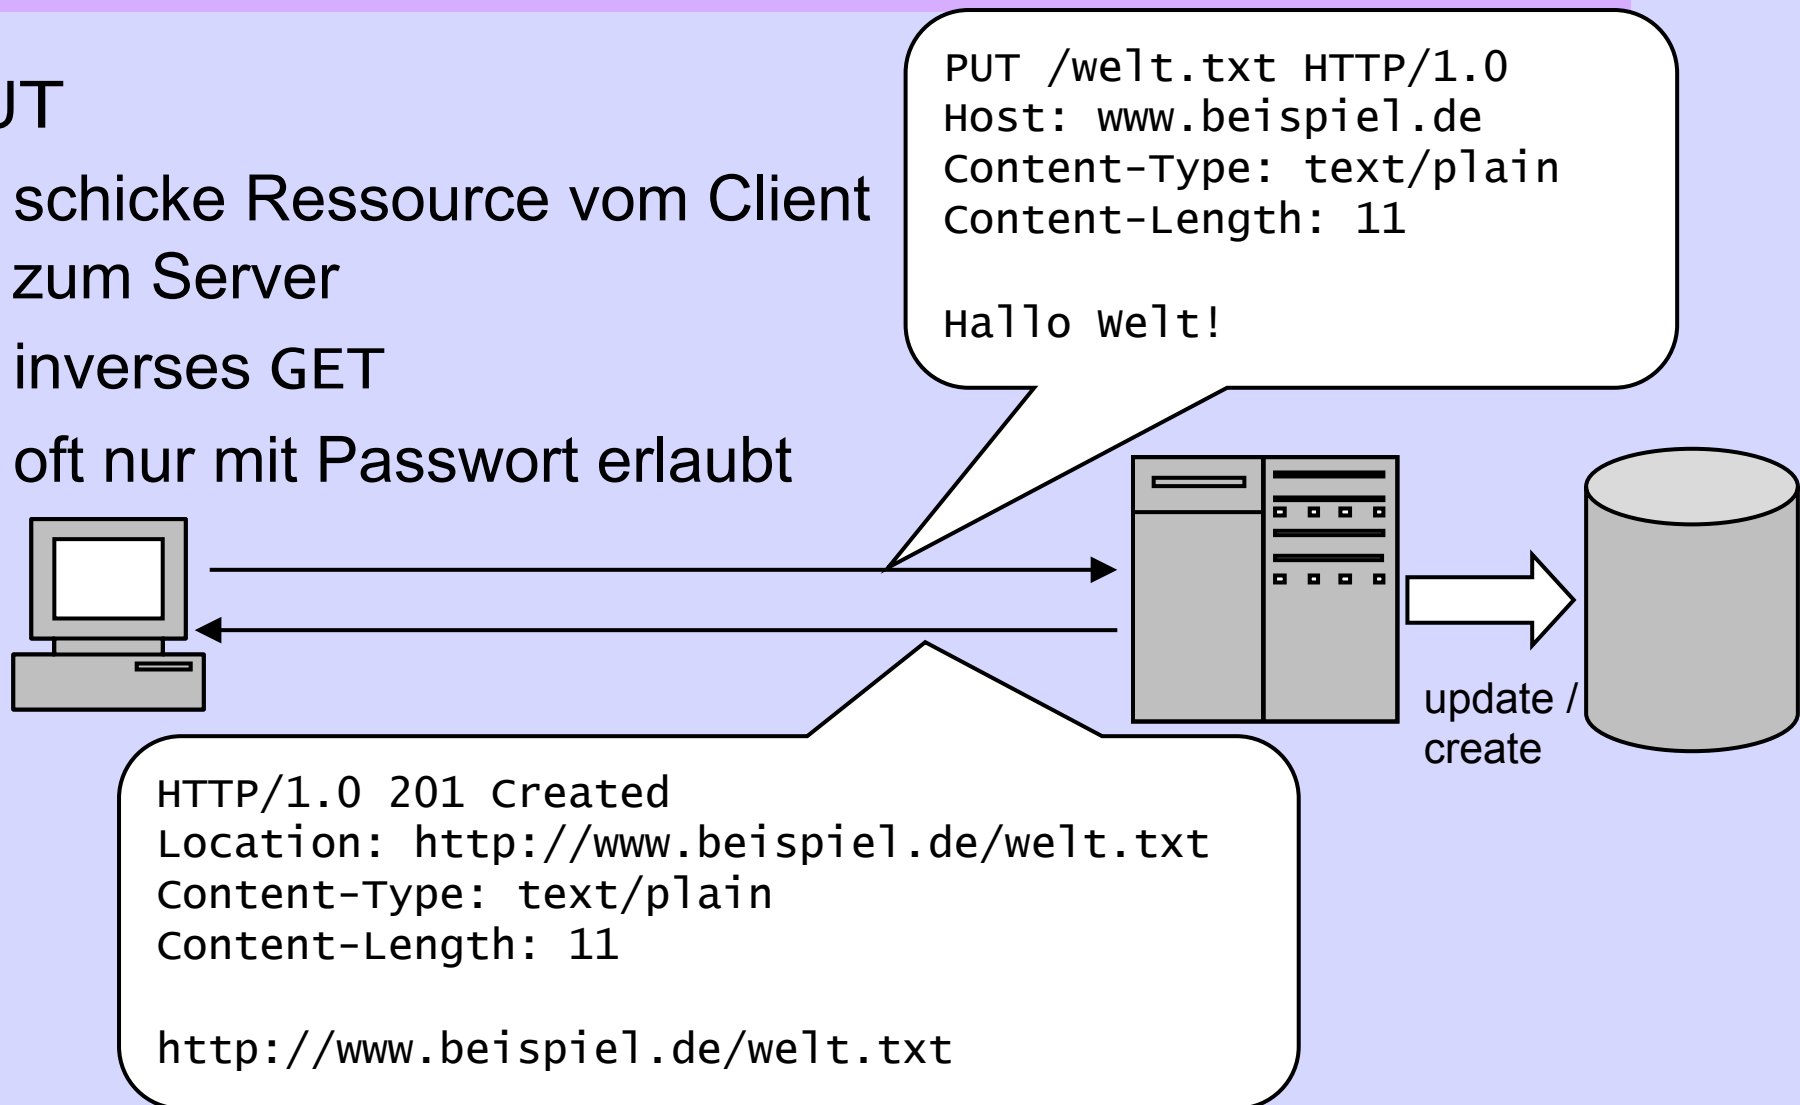 UT
schicke Ressource vom Client
zum Server
inverses GET
oft nur mit Passwort erlaubt
PUT /welt.txt HTTP/1.0
Host: www.beispiel.de
Content-Type: text/plain
Content-Length: 11
Hallo Welt!
update /
create
HTTP/1.0 201 Created
Location: http://www.beispiel.de/welt.txt
Content-Type: text/plain
Content-Length: 11
http://www.beispiel.de/welt.txt